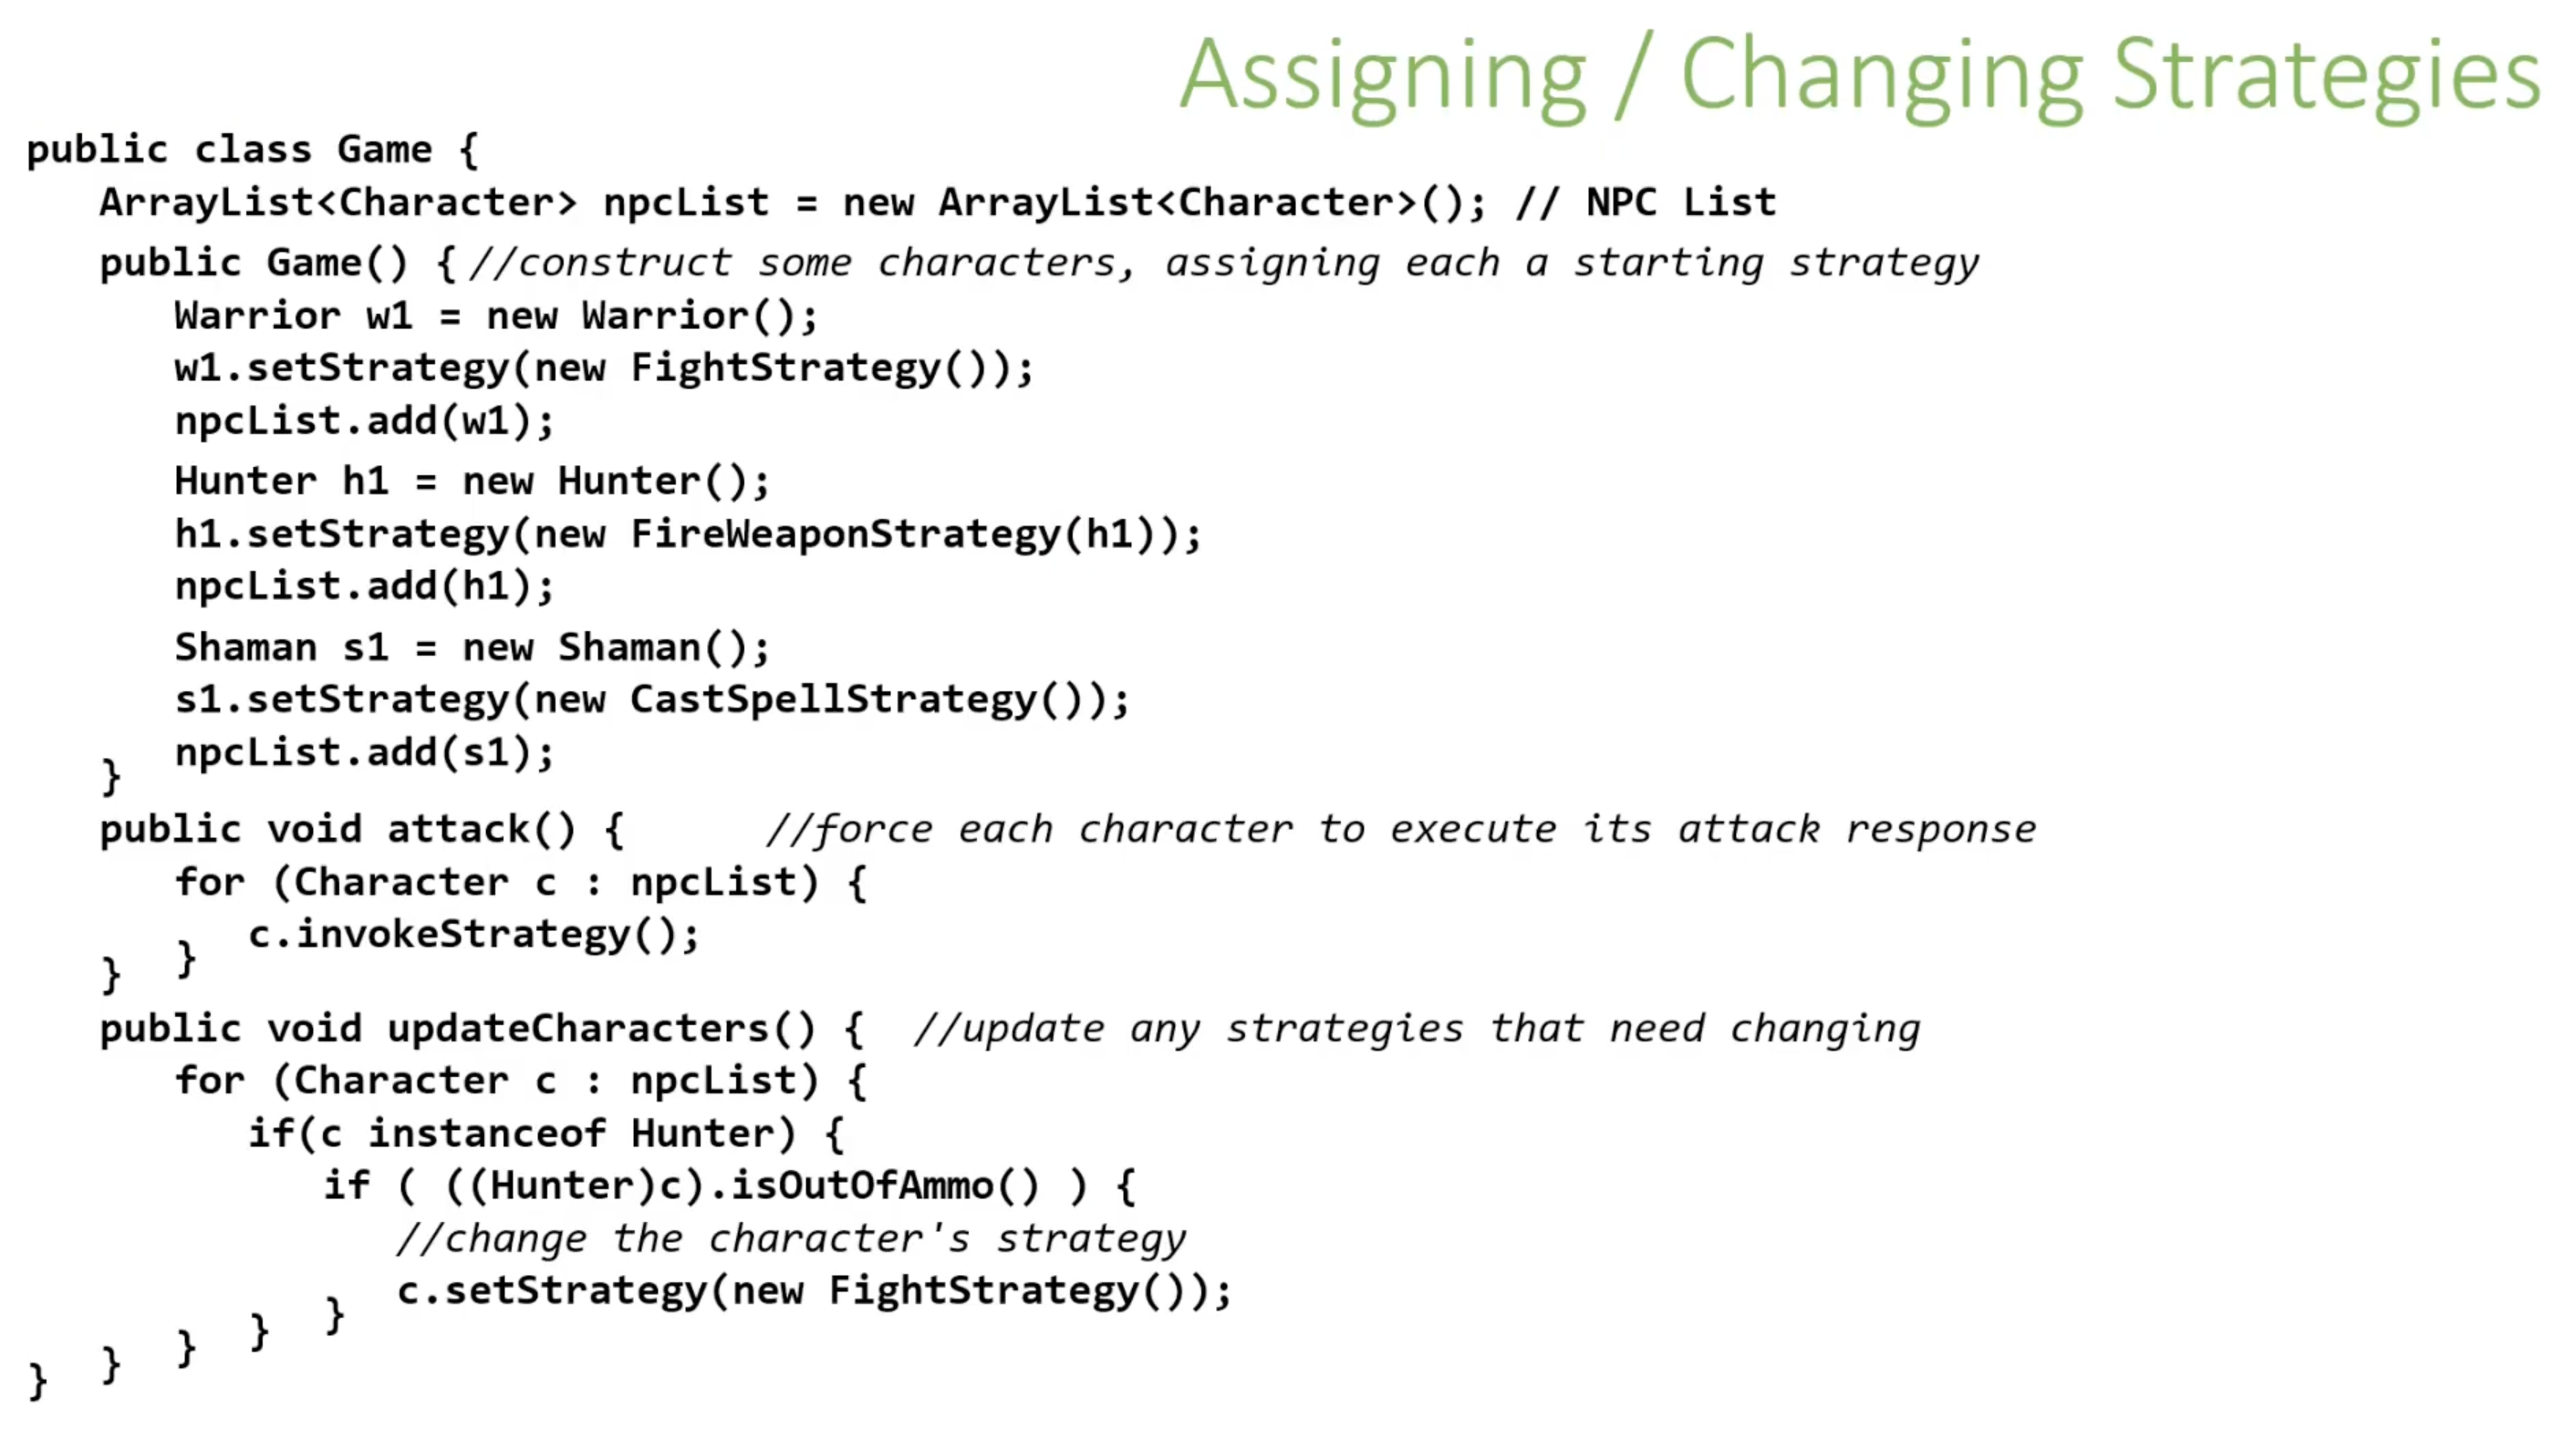 Assigning / Changing Strategies
public class Game {
ArrayList<Character> npcList = new ArrayList<Character>(); // NPC List
public Game() { //construct some characters, assigning each a starting strategy
Warrior w1 = new Warrior();
w1.setStrategy(new FightStrategy());
npcList.add(w1);
Hunter h1 = new Hunter();
h1.setStrategy(new FireWeaponStrategy(h1));
npcList.add(h1);
Shaman s1 = new Shaman();
s1.setStrategy(new CastSpellStrategy());
npcList.add(s1);
}
public void attack() { //force each character to execute its attack response
for (Character c : npcList) {
c.invokeStrategy();
}
}
public void updateCharacters() { //update any strategies that need changing
for (Character c : npcList) {
if(c instanceof Hunter) {
if ( ((Hunter)c).isOutOfAmmo() ) {
//change the character's strategy
c.setStrategy(new FightStrategy());
}
}
}
}
}